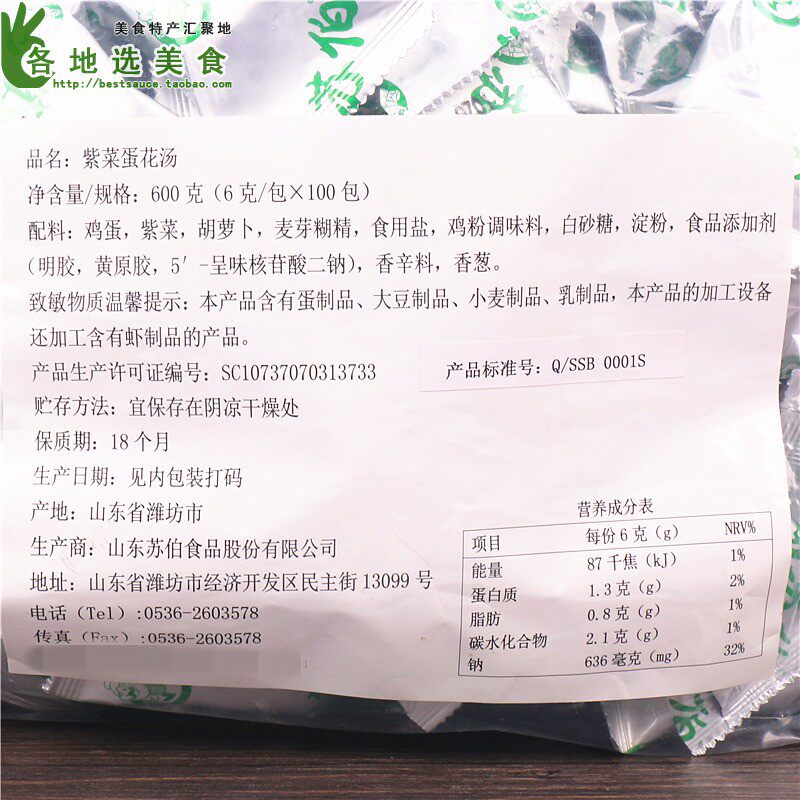 美食特产汇聚地
各地选美食
http://bestsauce.taobao.com
苏伯
品名：紫菜蛋花汤
净含量/规格：600克（6克/包×100包）
配料：鸡蛋，紫菜，胡萝卜，麦芽糊精，食用盐，鸡粉调味料，白砂糖，淀粉，食品添加剂
（明胶，黄原胶，5′-呈味核苷酸二钠），香辛料，香葱。
致敏物质温馨提示：本产品含有蛋制品、大豆制品、小麦制品、乳制品，本产品的加工设备
还加工含有虾制品的产品。
产品生产许可证编号：SC10737070313733
产品标准号：Q/SSB 0001S
贮存方法：宜保存在阴凉干燥处
保质期：18个月
生产日期：见内包装打码
产地：山东省潍坊市
生产商：山东苏伯食品股份有限公司
地址：山东省潍坊市经济开发区民主街13099号
电话（Tel）:0536-2603578
传真（Fax）:0536-2603578
营养成分表
项目 每份6克（g） NRV%
能量 87千焦（kJ） 1%
蛋白质 1.3克（g） 2%
脂肪 0.8克（g） 1%
碳水化合物 2.1克（g） 1%
钠 636毫克（mg） 32%